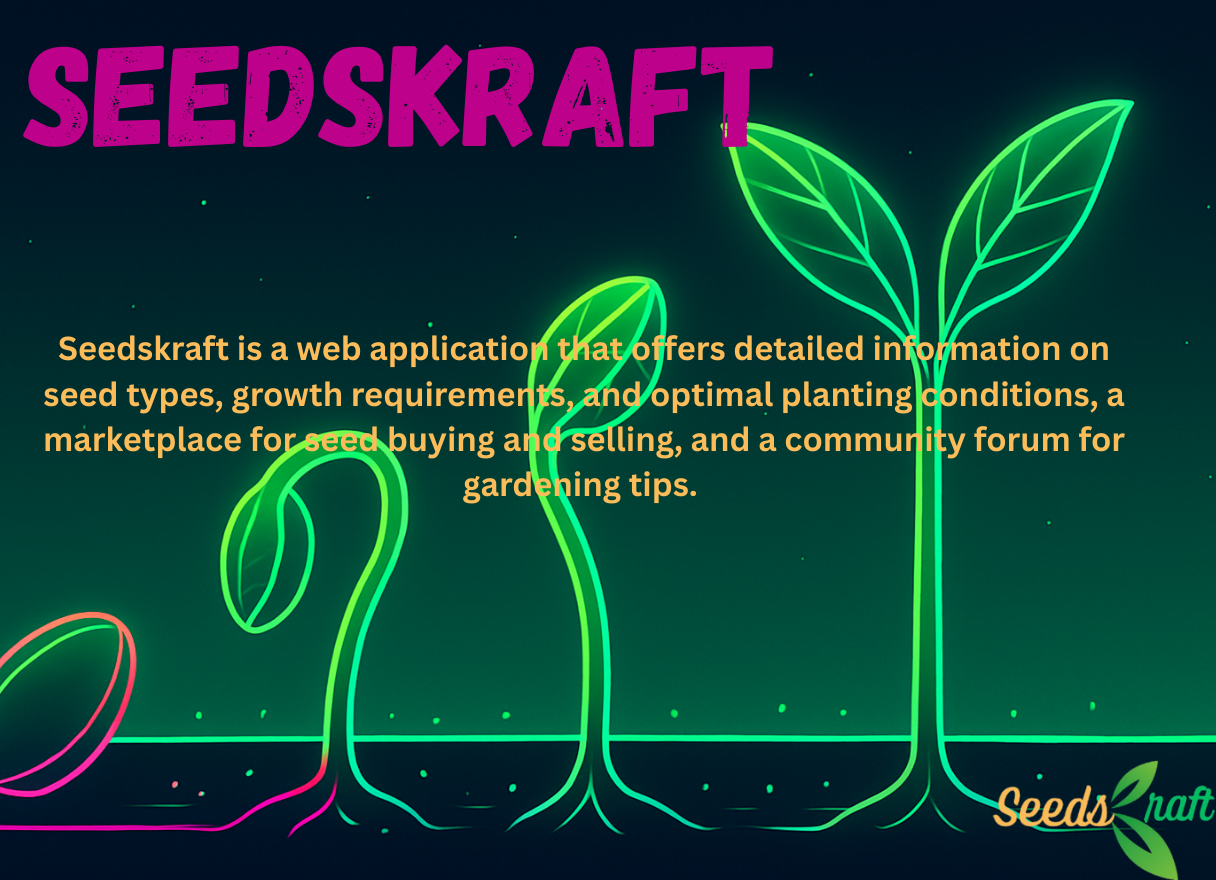 SEEDSKRAFT
Seedskraft is a web application that offers detailed information on
seed types, growth requirements, and optimal planting conditions, a
marketplace for seed buying and selling, and a community forum for
gardening tips.
SeedsKraft